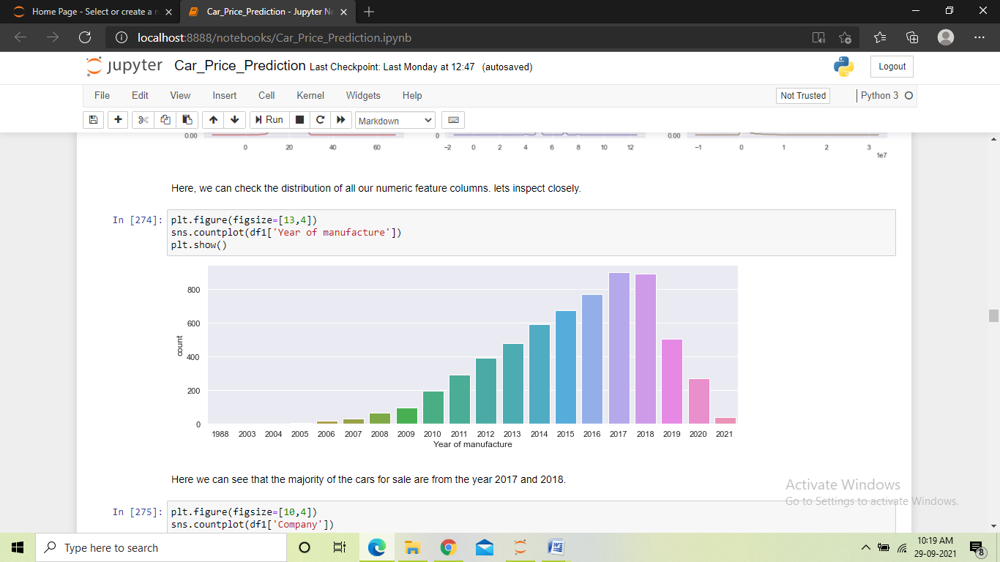 Home Page - Select or create a n
Car_Price_Prediction - Jupyter No
localhost:8888/notebooks/Car_Price_Prediction.ipynb
jupyter Car_Price_Prediction Last Checkpoint: Last Monday at 12:47 (autosaved)
Logout
File Edit View Insert Cell Kernel Widgets Help
Not Trusted
Python 3
Run
Markdown
0.00 0 0.00
0 20 40 60
−2 0 2 4 6 8 10 12
−1 0 1 2 3
1e7
Here, we can check the distribution of all our numeric feature columns. lets inspect closely.
In [274]:
plt.figure(figsize=[13,4])
sns.countplot(df1['Year of manufacture'])
plt.show()
800
600
400
200
0
count
1988 2003 2004 2005 2006 2007 2008 2009 2010 2011 2012 2013 2014 2015 2016 2017 2018 2019 2020 2021
Year of manufacture
Here we can see that the majority of the cars for sale are from the year 2017 and 2018.
Activate Windows
Go to Settings to activate Windows.
In [275]:
plt.figure(figsize=[10,4])
sns.countplot(df1['Company'])
Type here to search
W
10:19 AM
29-09-2021
8